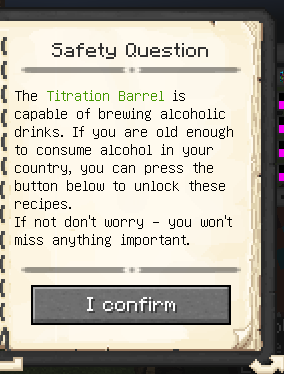 Safety Question
The Titration Barrel is
capable of brewing alcoholic
drinks. If you are old enough
to consume alcohol in your
country, you can press the
button below to unlock these
recipes.
If not don't worry - you won't
miss anything important.
I confirm